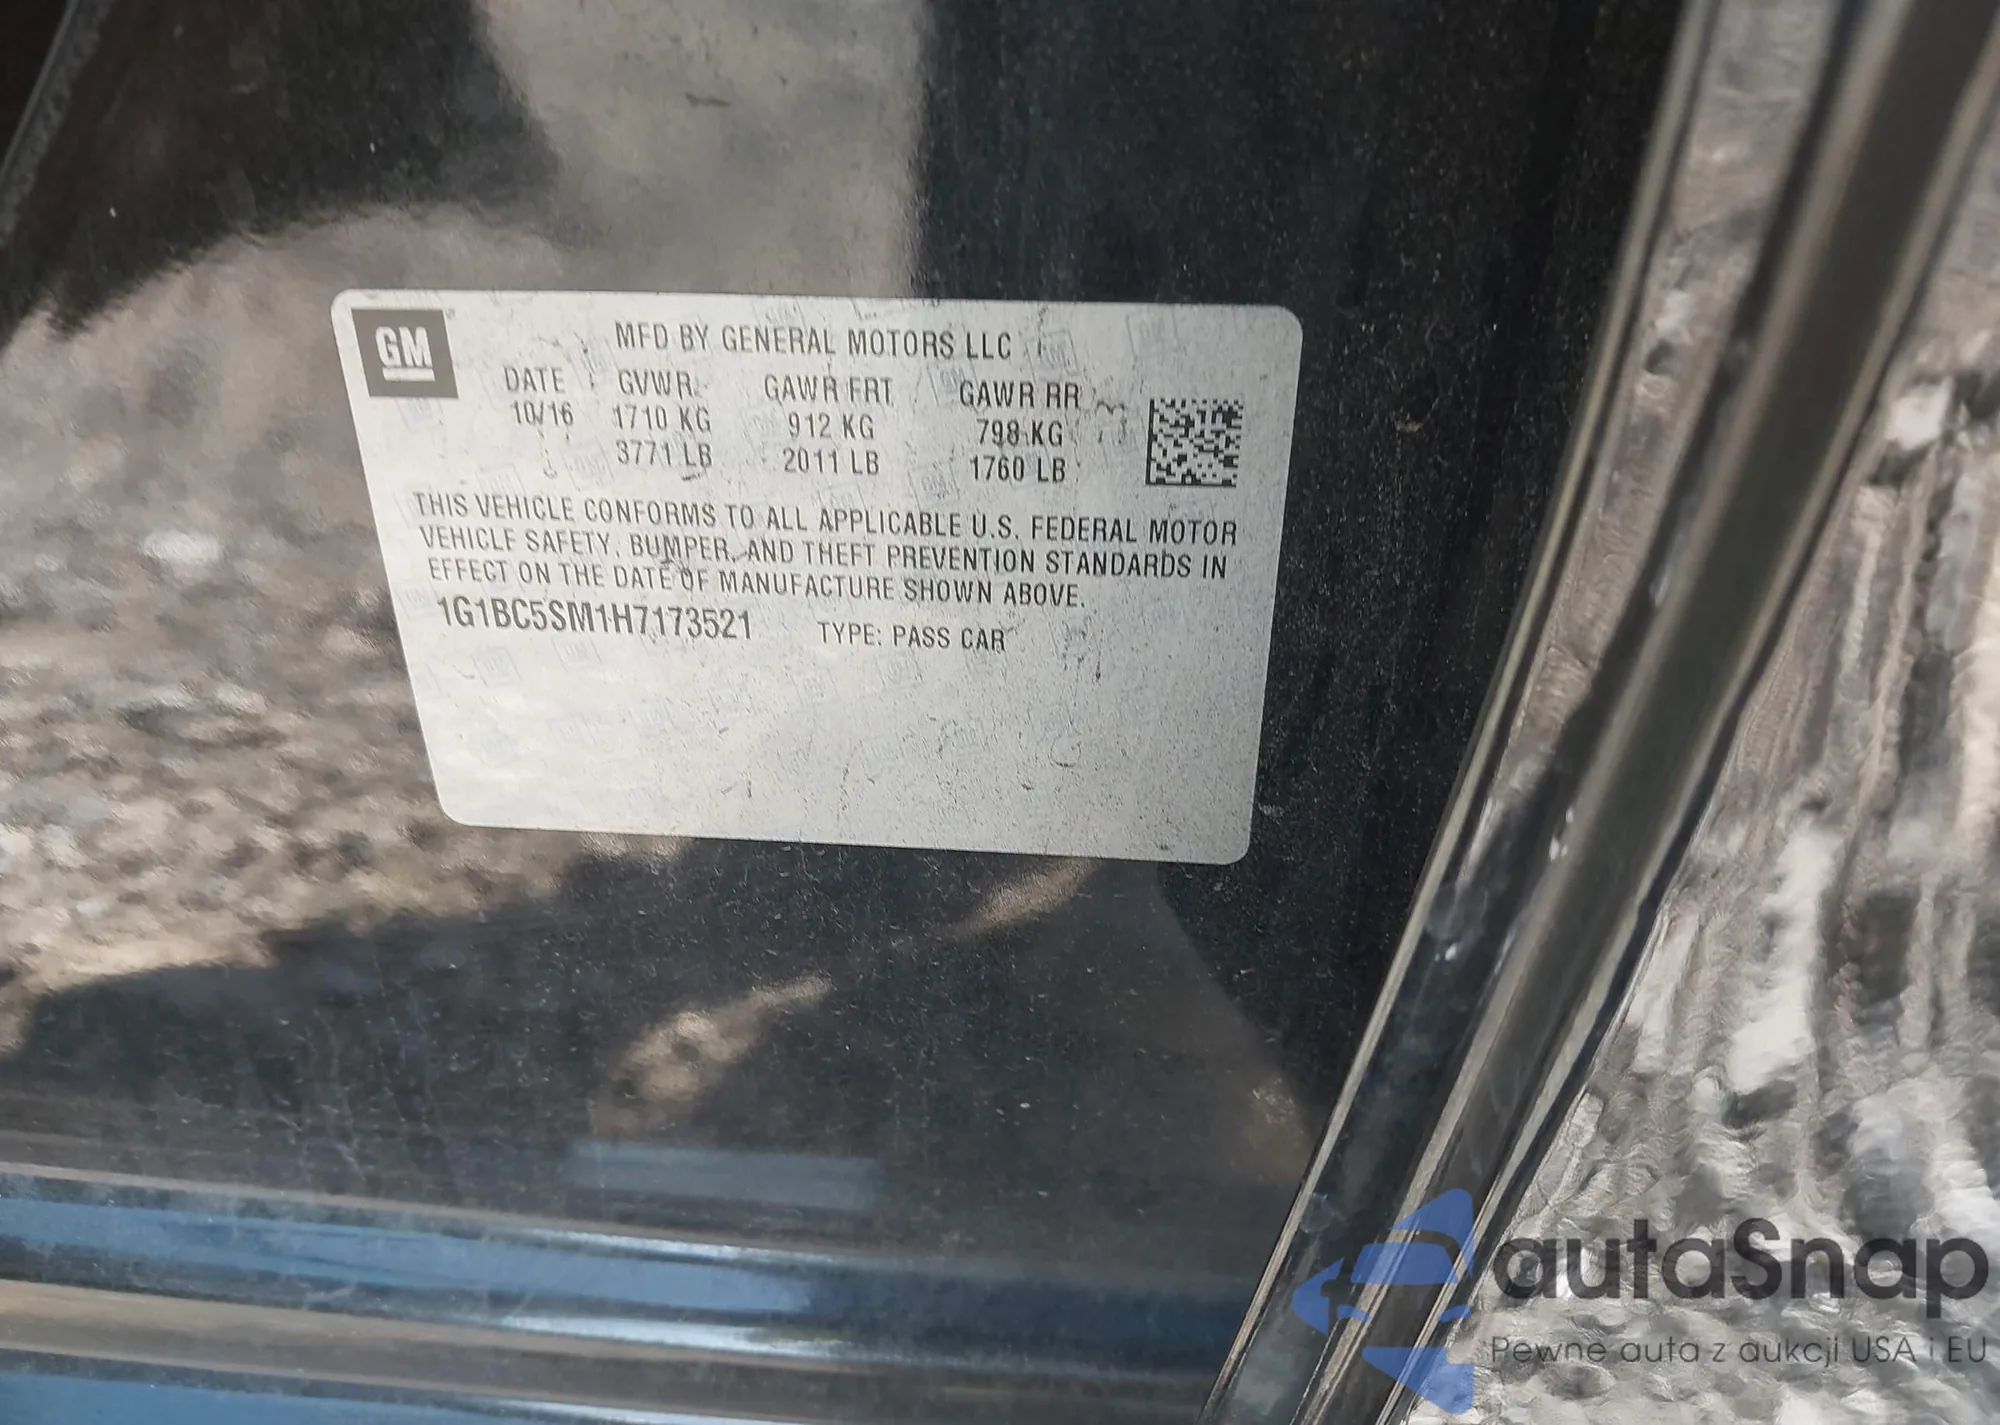 GM
MFD BY GENERAL MOTORS LLC
DATE GVWR GAWR FRT GAWR RR
10/16 1710 KG 912 KG 798 KG
3771 LB 2011 LB 1760 LB
THIS VEHICLE CONFORMS TO ALL APPLICABLE U.S. FEDERAL MOTOR
VEHICLE SAFETY, BUMPER, AND THEFT PREVENTION STANDARDS IN
EFFECT ON THE DATE OF MANUFACTURE SHOWN ABOVE.
1G1BC5SM1H7173521 TYPE: PASS CAR
autaSnap
Pewne auta z aukcji USA i EU